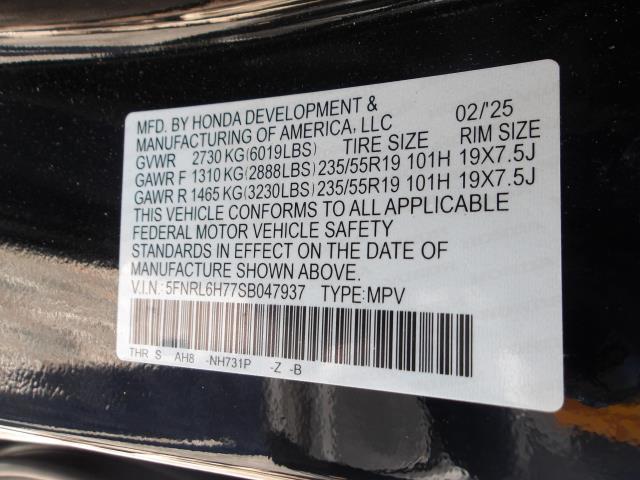 MFD. BY HONDA DEVELOPMENT & 02/'25
MANUFACTURING OF AMERICA, LLC
GVWR 2730 KG(6019LBS) TIRE SIZE RIM SIZE
GAWR F 1310 KG(2888LBS) 235/55R19 101H 19X7.5J
GAWR R 1465 KG(3230LBS) 235/55R19 101H 19X7.5J
THIS VEHICLE CONFORMS TO ALL APPLICABLE
FEDERAL MOTOR VEHICLE SAFETY
STANDARDS IN EFFECT ON THE DATE OF
MANUFACTURE SHOWN ABOVE.
V.I.N.: 5FNRL6H77SB047937 TYPE:MPV
THR S AH8 -NH731P -Z -B